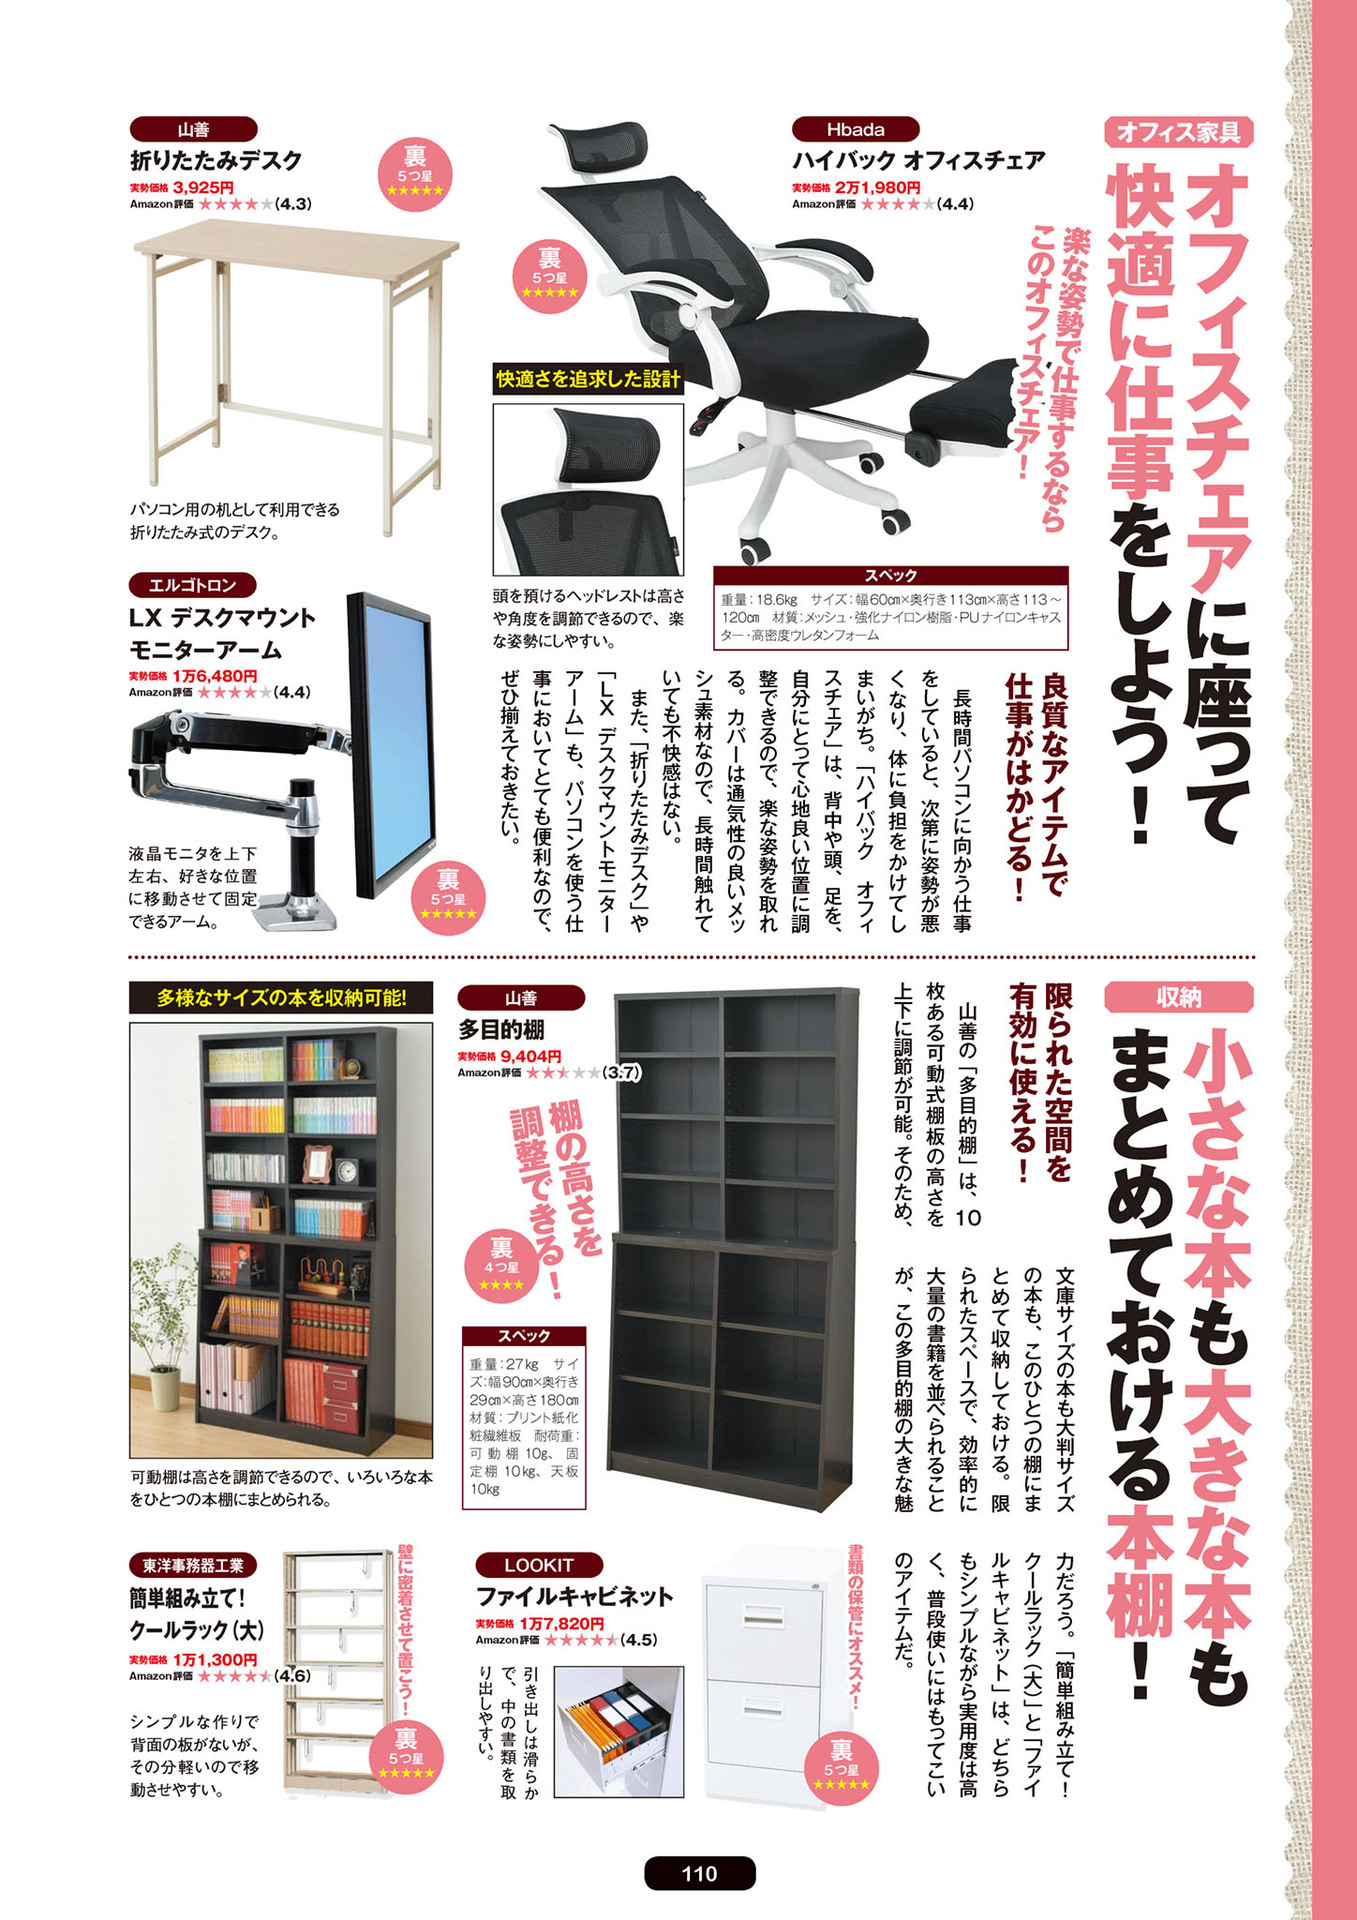 オフィス家具
オフィスチェアに座って
快適に仕事をしよう！
Hbada
ハイバック オフィスチェア
実勢価格 2万1,980円
Amazon評価 ★★★★★(4.4)
楽な姿勢で仕事するなら
このオフィスチェア！
裏
5つ星
★★★★★
快適さを追求した設計
頭を預けるヘッドレストは高さ
や角度を調節できるので、楽
な姿勢にしやすい。
スペック
重量：18.6kg　サイズ：幅60㎝×奥行き113㎝×高さ113～
120㎝　材質：メッシュ・強化ナイロン樹脂・PUナイロンキャス
ター・高密度ウレタンフォーム
山善
折りたたみデスク
実勢価格 3,925円
Amazon評価 ★★★★★(4.3)
裏
5つ星
★★★★★
パソコン用の机として利用できる
折りたたみ式のデスク。
エルゴトロン
LX デスクマウント
モニターアーム
実勢価格 1万6,480円
Amazon評価 ★★★★★(4.4)
液晶モニタを上下
左右、好きな位置
に移動させて固定
できるアーム。
裏
5つ星
★★★★★
良質なアイテムで
仕事がはかどる！
長時間パソコンに向かう仕事
をしていると、次第に姿勢が悪
くなり、体に負担をかけてし
まいがち。「ハイバック　オフィ
スチェア」は、背中や頭、足を、
自分にとって心地良い位置に調
整できるので、楽な姿勢を取れ
る。カバーは通気性の良いメッ
シュ素材なので、長時間触れて
いても不快感はない。
また、「折りたたみデスク」や
「LX デスクマウントモニター
アーム」も、パソコンを使う仕
事においてとても便利なので、
ぜひ揃えておきたい。
収納
小さな本も大きな本も
まとめておける本棚！
限られた空間を
有効に使える！
山善の「多目的棚」は、10
枚ある可動式棚板の高さを
上下に調節が可能。そのため、
文庫サイズの本も大判サイズ
の本も、このひとつの棚にま
とめて収納しておける。限
られたスペースで、効率的に
大量の書籍を並べられること
が、この多目的棚の大きな魅
力だろう。「簡単組み立て！
クールラック（大）」と「ファイ
ルキャビネット」は、どちら
もシンプルながら実用度は高
く、普段使いにはもってこい
のアイテムだ。
山善
多目的棚
実勢価格 9,404円
Amazon評価 ★★★★★(3.7)
棚の高さを
調整できる！
裏
4つ星
★★★★
スペック
重量：27kg　サイ
ズ：幅90㎝×奥行き
29㎝×高さ180㎝
材質：プリント紙化
粧繊維板　耐荷重：
可動棚10g、固
定棚10kg、天板
10kg
多様なサイズの本を収納可能!
可動棚は高さを調節できるので、いろいろな本
をひとつの本棚にまとめられる。
LOOKIT
ファイルキャビネット
実勢価格 1万7,820円
Amazon評価 ★★★★★(4.5)
書類の保管にオススメ！
引き出しは滑らか
で、中の書類を取
り出しやすい。
裏
5つ星
★★★★★
東洋事務器工業
簡単組み立て！
クールラック（大）
実勢価格 1万1,300円
Amazon評価 ★★★★★(4.6)
壁に密着させて置こう！
シンプルな作りで
背面の板がないが、
その分軽いので移
動させやすい。
裏
5つ星
★★★★★
110